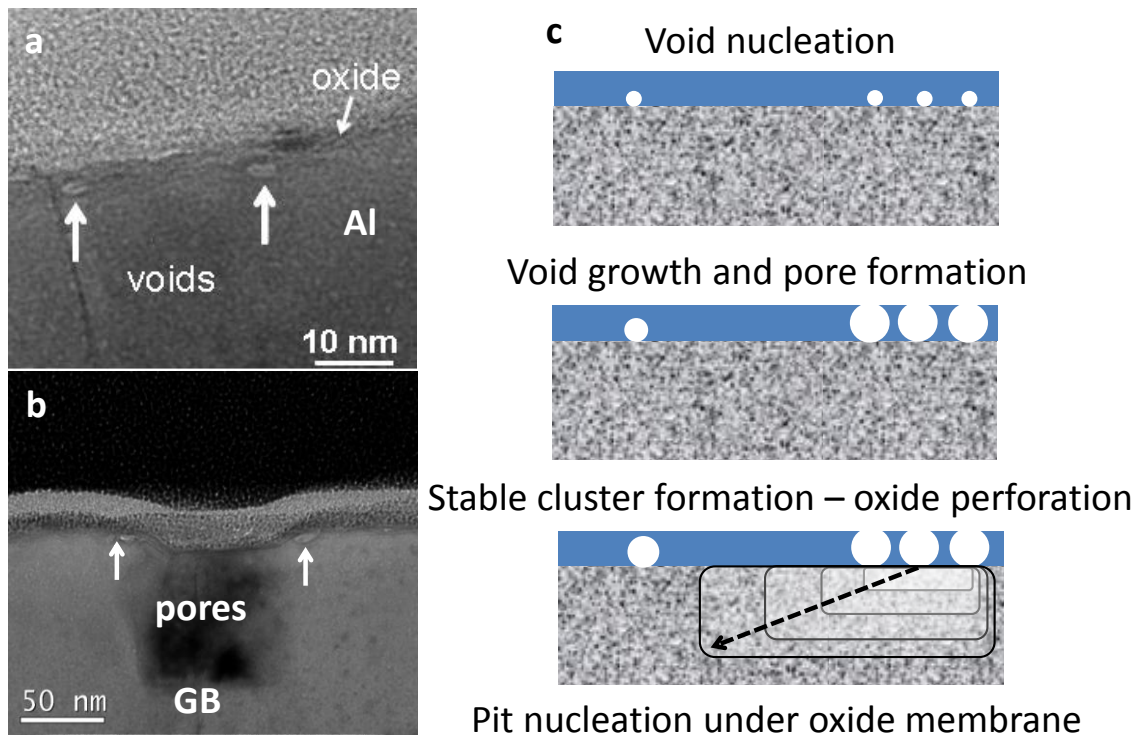 a
oxide
Al
voids
10 nm
b
pores
GB
50 nm
c
Void nucleation
Void growth and pore formation
Stable cluster formation – oxide perforation
Pit nucleation under oxide membrane